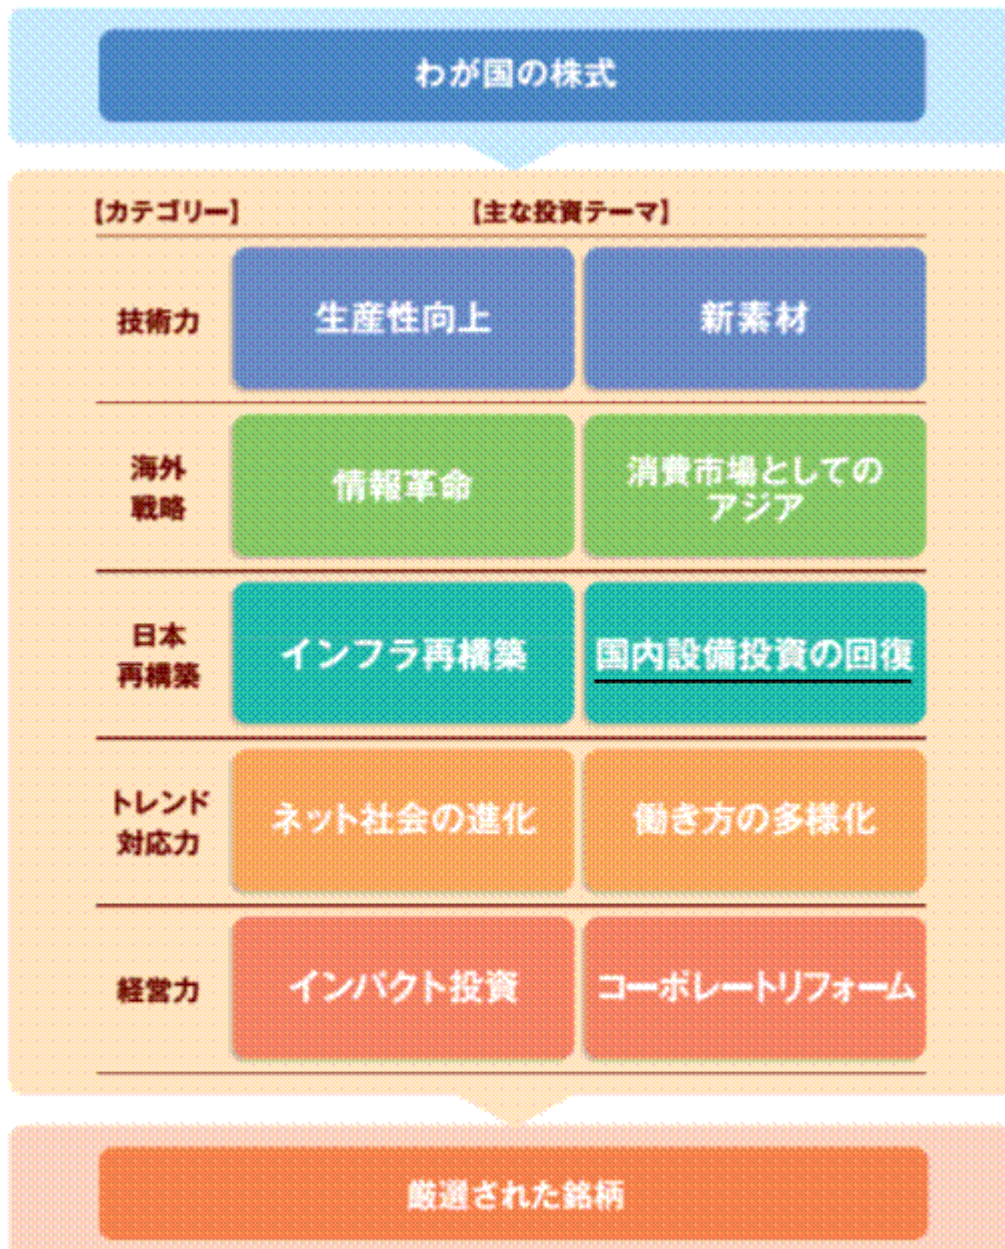 わが国の株式
【カテゴリー】 【主な投資テーマ】
技術力 生産性向上 新素材
海外
戦略
情報革命
消費市場としての
アジア
日本
再構築
インフラ再構築
国内設備投資の回復
トレンド
対応力
ネット社会の進化
働き方の多様化
経営力 インパクト投資 コーポレートリフォーム
厳選された銘柄